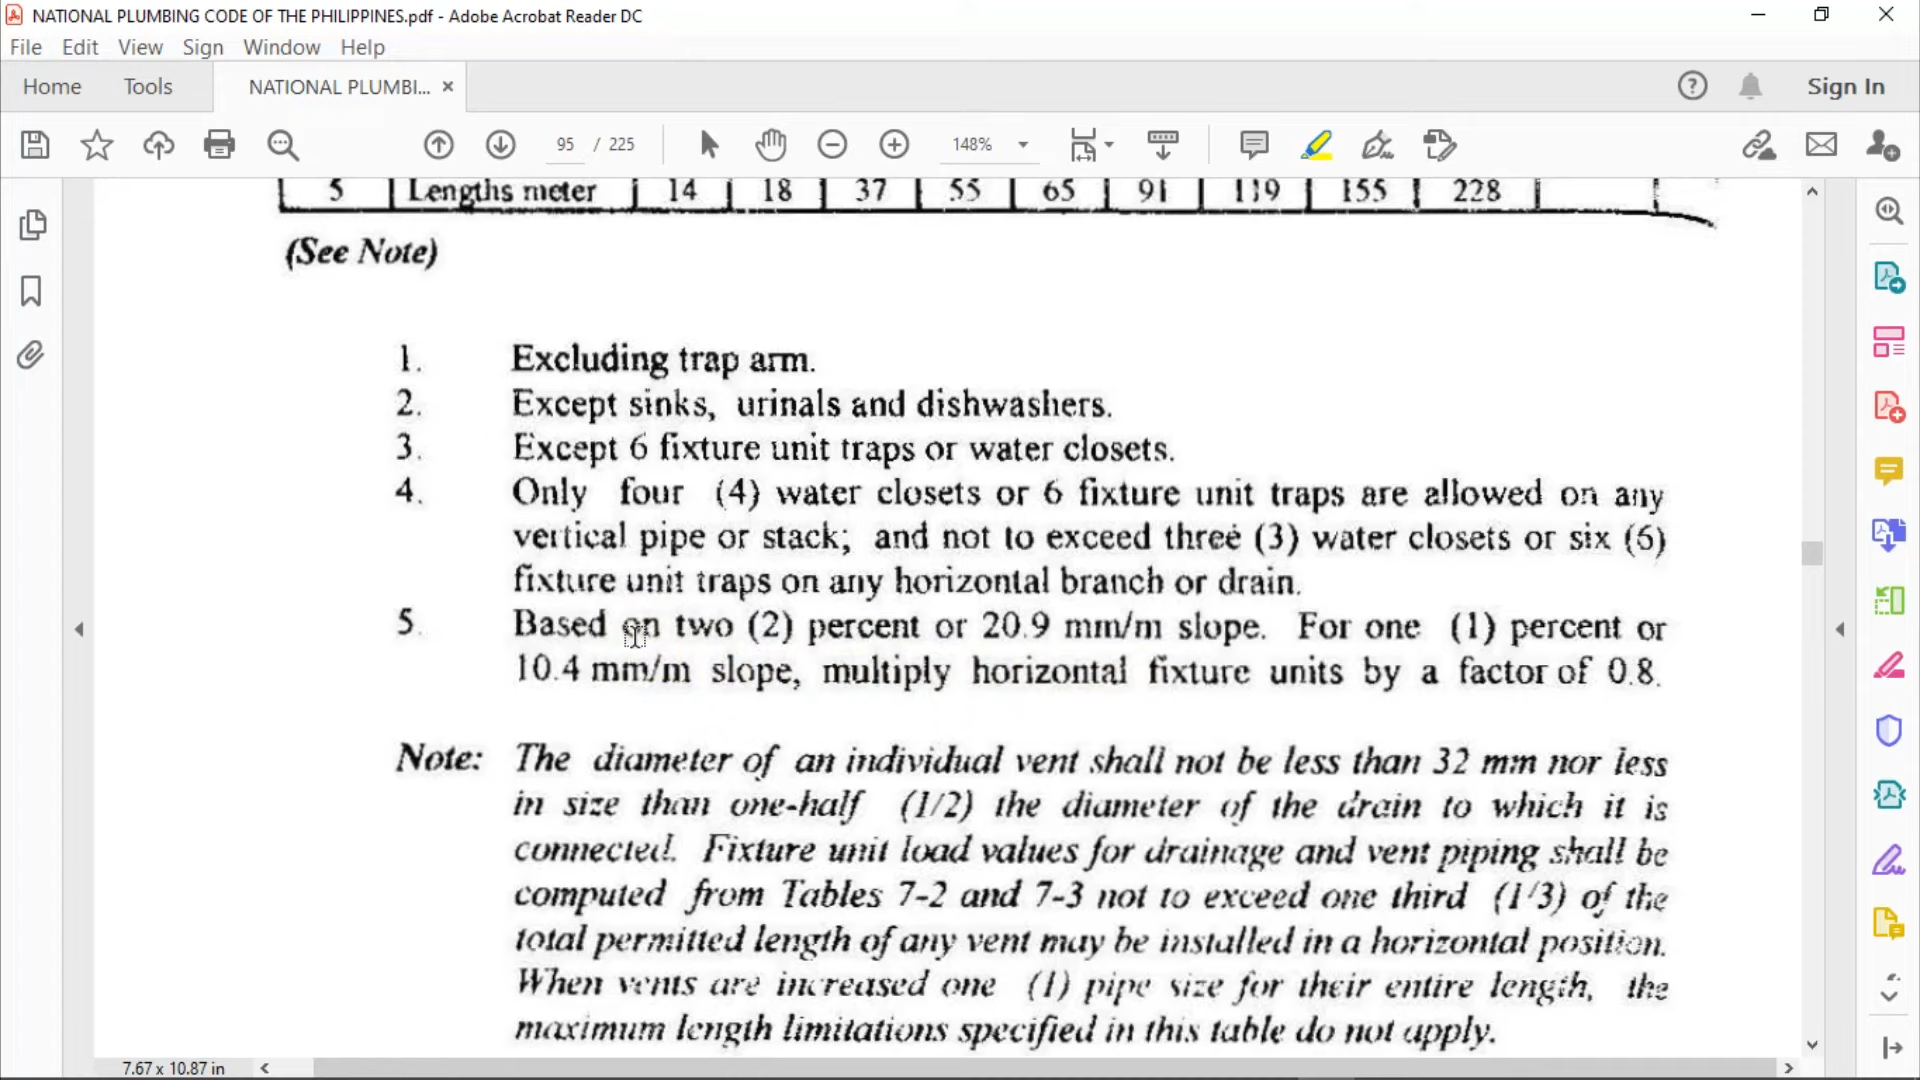 NATIONAL PLUMBING CODE OF THE PHILIPPINES.pdf - Adobe Acrobat Reader DC
File Edit View Sign Window Help
Home Tools NATIONAL PLUMBI... × Sign In
95 / 225 148%
5 Lengths meter 14 18 37 55 65 91 119 155 228
(See Note)
1. Excluding trap arm.
2. Except sinks, urinals and dishwashers.
3. Except 6 fixture unit traps or water closets.
4. Only four (4) water closets or 6 fixture unit traps are allowed on any
vertical pipe or stack; and not to exceed three (3) water closets or six (6)
fixture unit traps on any horizontal branch or drain.
5. Based on two (2) percent or 20.9 mm/m slope. For one (1) percent or
10.4 mm/m slope, multiply horizontal fixture units by a factor of 0.8.
Note: The diameter of an individual vent shall not be less than 32 mm nor less
in size than one-half (1/2) the diameter of the drain to which it is
connected. Fixture unit load values for drainage and vent piping shall be
computed from Tables 7-2 and 7-3 not to exceed one third (1/3) of the
total permitted length of any vent may be installed in a horizontal position.
When vents are increased one (1) pipe size for their entire length, the
maximum length limitations specified in this table do not apply.
7.67 x 10.87 in